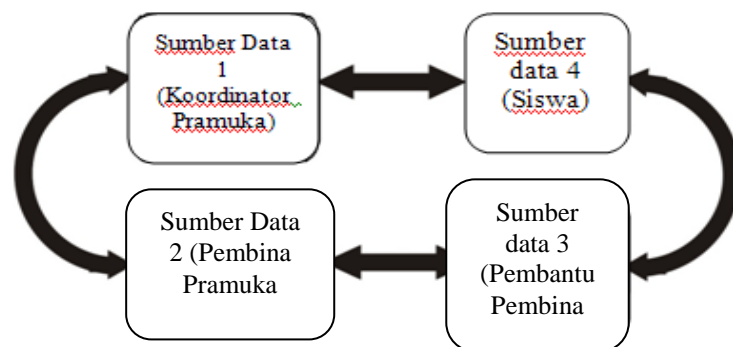 Sumber Data
1
(Koordinator
Pramuka)
Sumber
data 4
(Siswa)
Sumber Data
2 (Pembina
Pramuka
Sumber
data 3
(Pembantu
Pembina